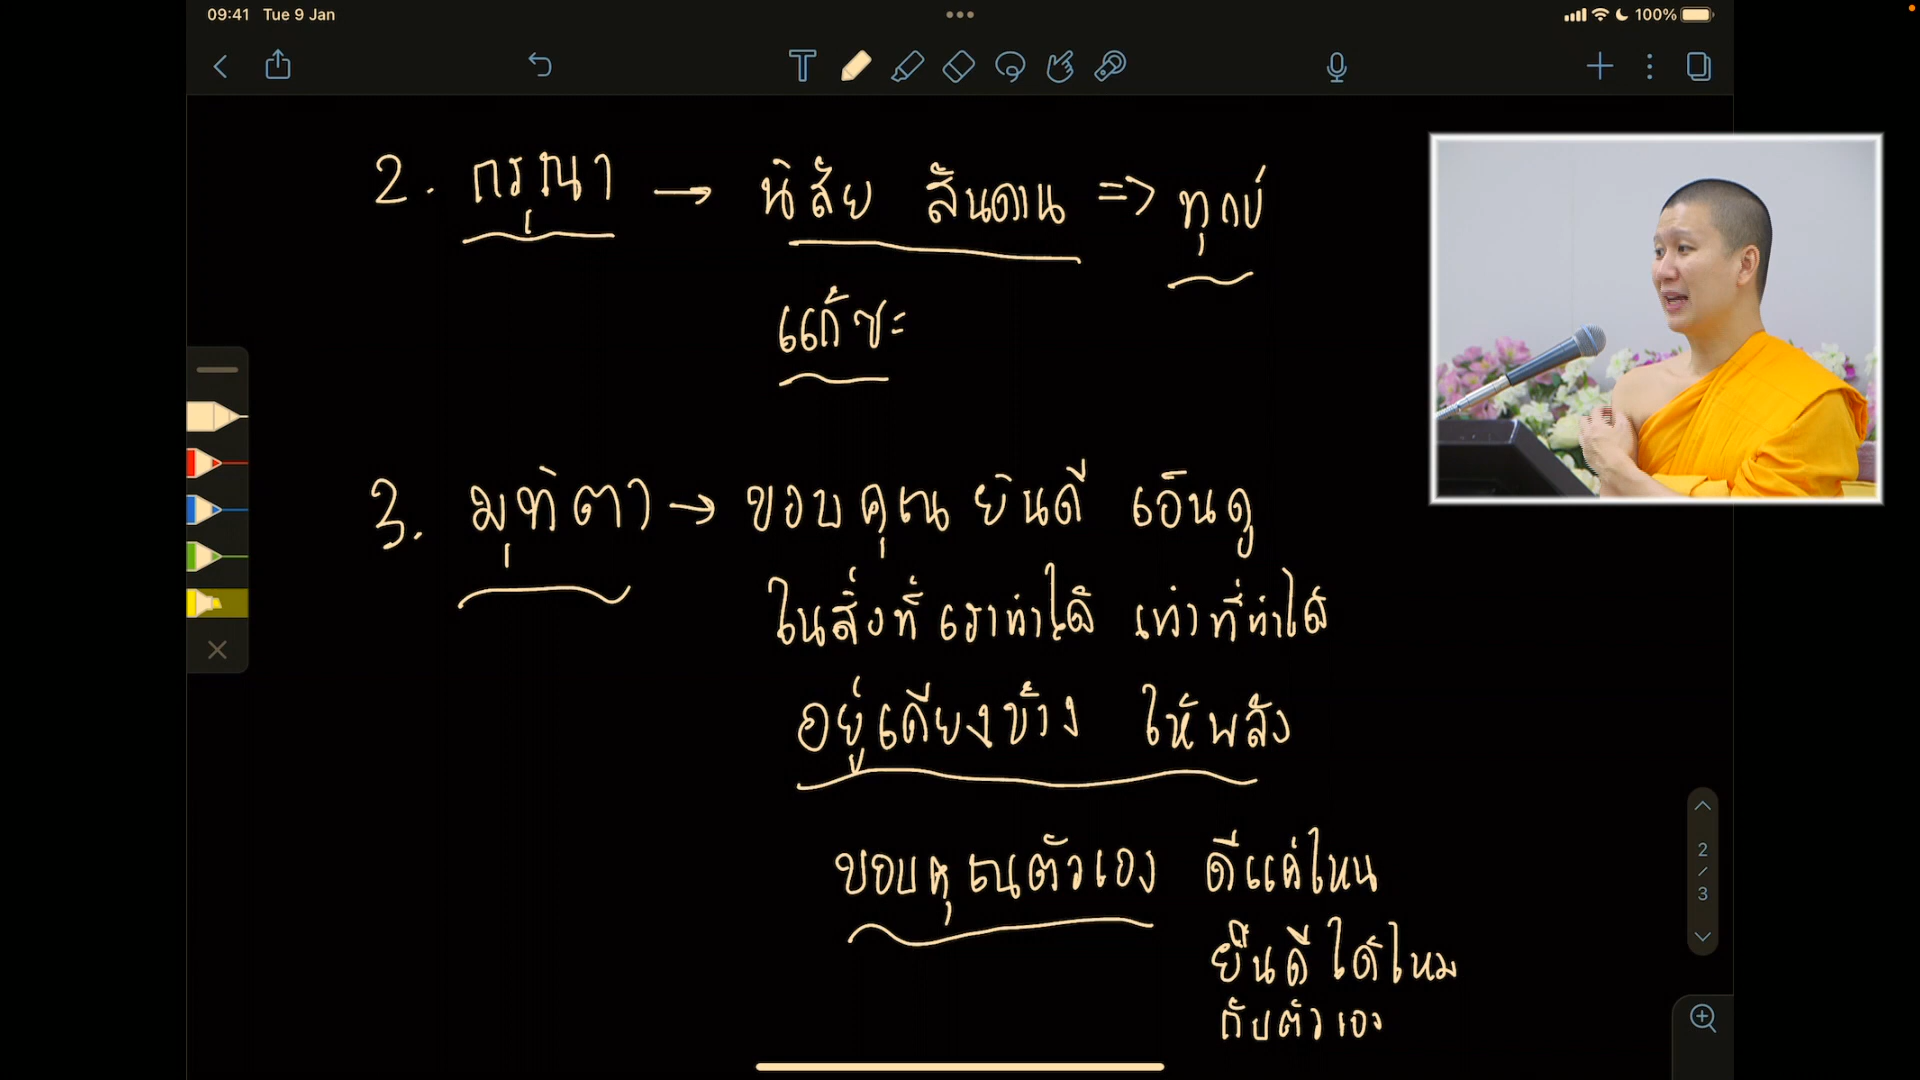 09:41 Tue 9 Jan 100%
2. กรุณา → นิสัย สันดาน => ทุกข์
แก้ซะ
3. มุทิตา → ขอบคุณ ยินดี เอ็นดู
ในสิ่งที่ เราทำได้ เท่าที่ทำได้
อยู่เคียงข้าง ให้พลัง
ขอบคุณตัวเอง ดีแค่ไหน
ยินดี ได้ไหม
กับตัวเอง
2 / 3